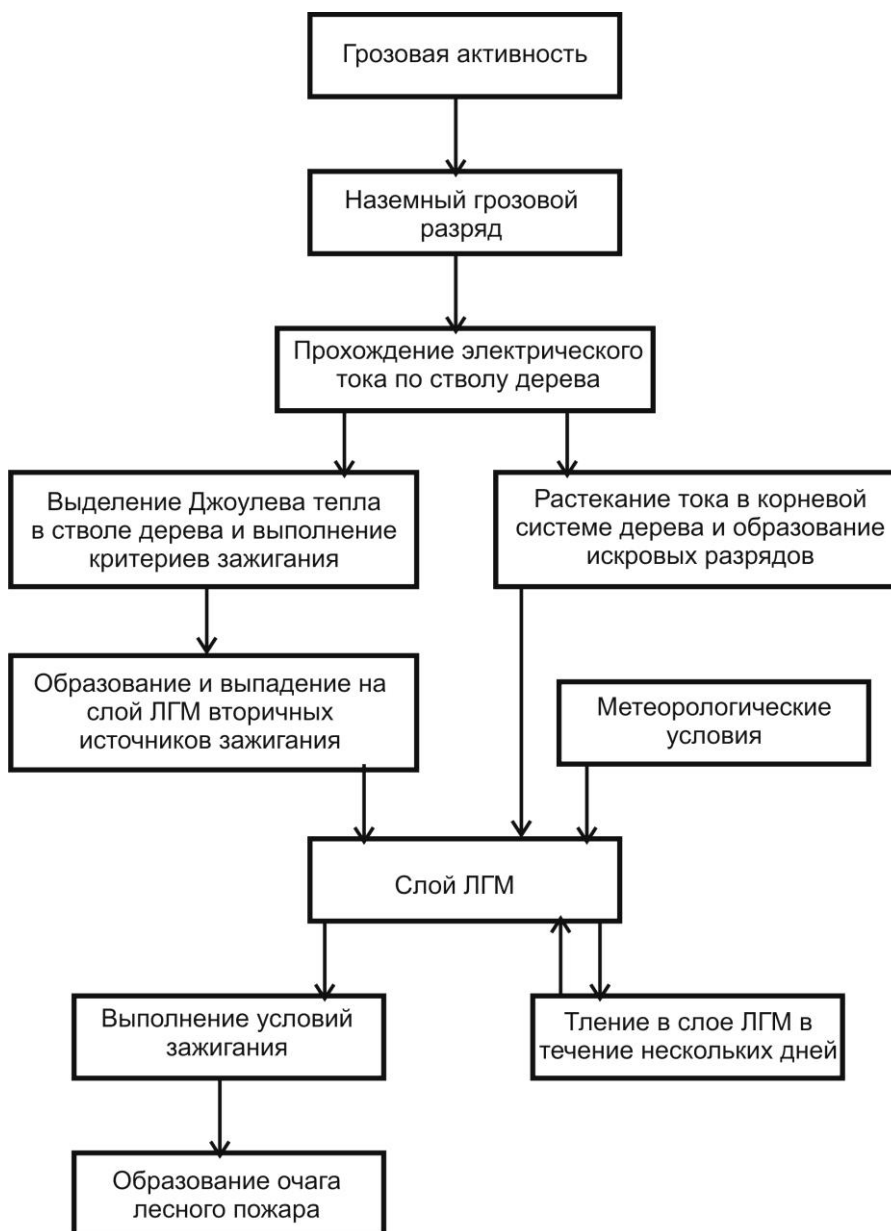 Грозовая активность
Наземный грозовой
разряд
Прохождение электрического
тока по стволу дерева
Выделение Джоулева тепла
в стволе дерева и выполнение
критериев зажигания
Растекание тока в корневой
системе дерева и образование
искровых разрядов
Образование и выпадение на
слой ЛГМ вторичных
источников зажигания
Метеорологические
условия
Слой ЛГМ
Выполнение условий
зажигания
Тление в слое ЛГМ в
течение нескольких дней
Образование очага
лесного пожара